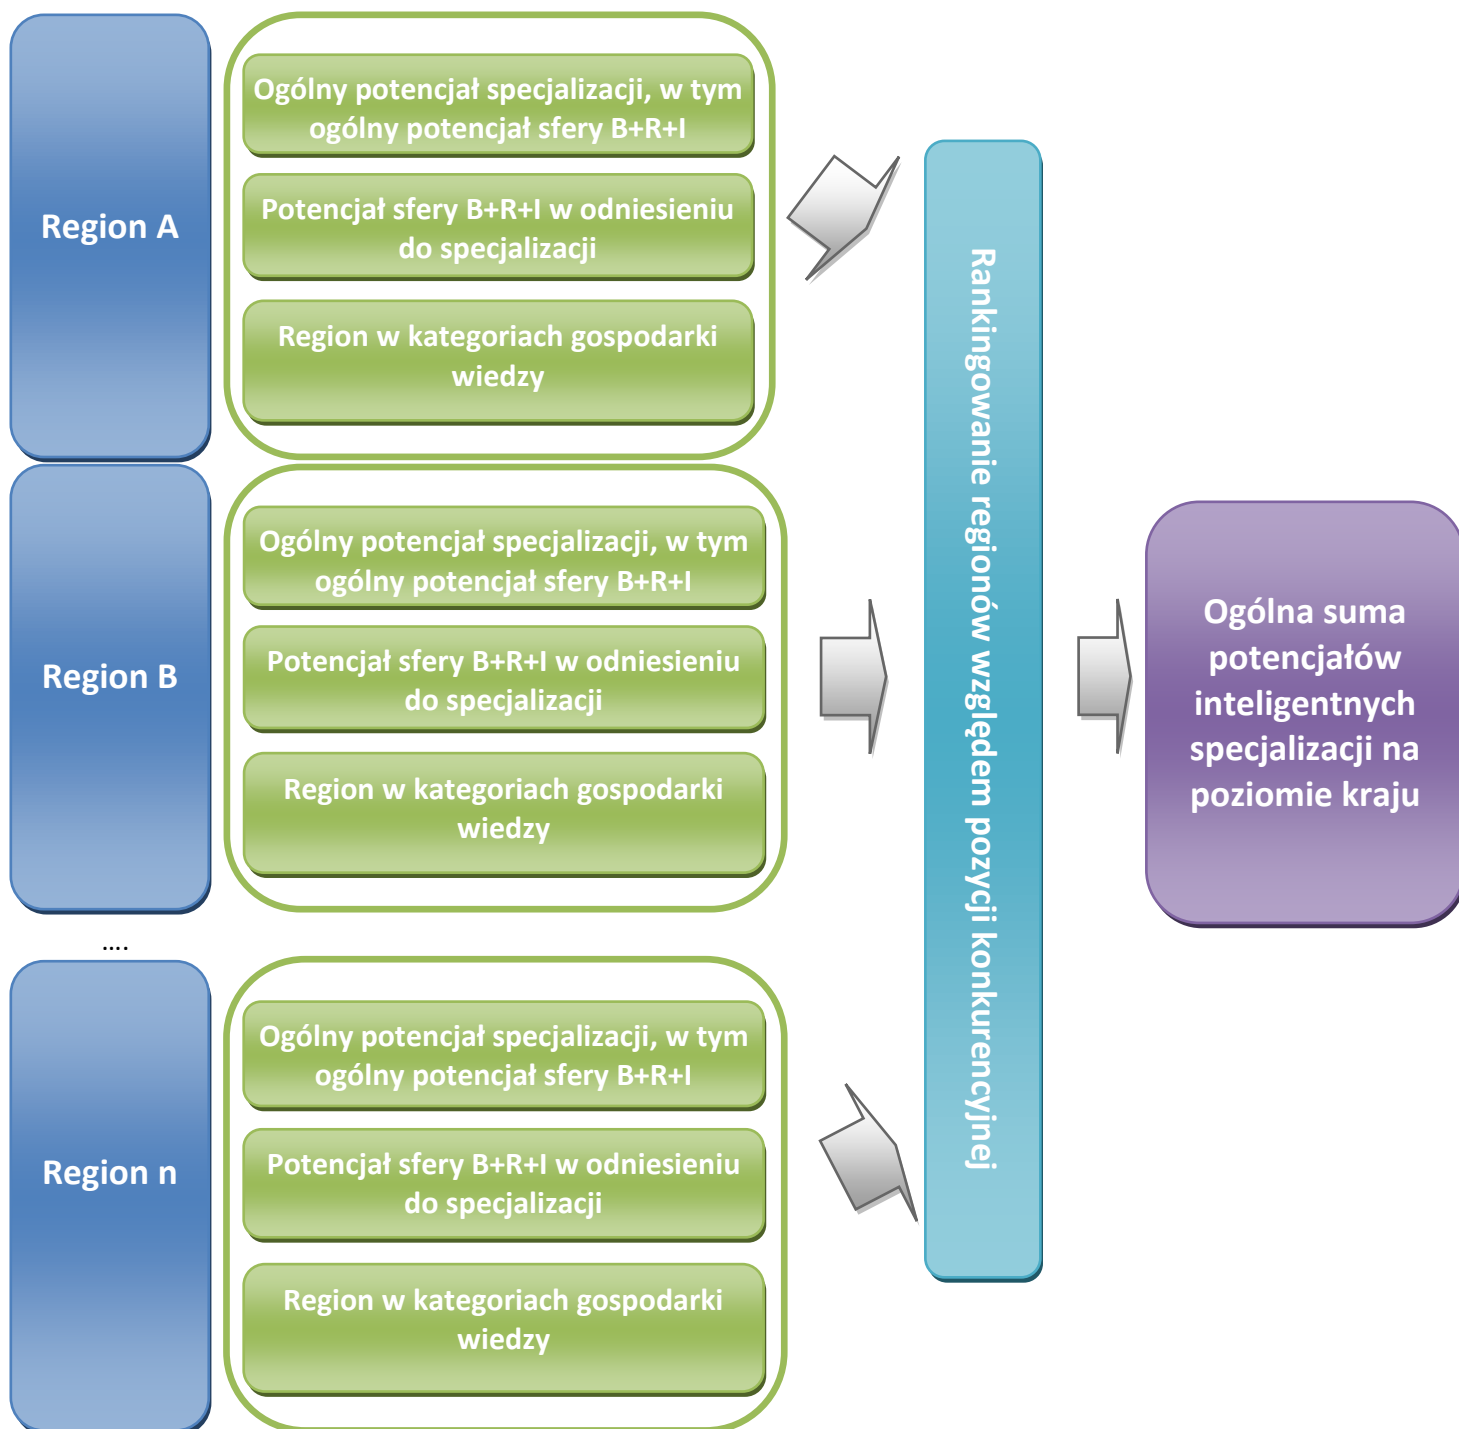 Region A
Ogólny potencjał specjalizacji, w tym
ogólny potencjał sfery B+R+I
Potencjał sfery B+R+I w odniesieniu
do specjalizacji
Region w kategoriach gospodarki
wiedzy
Region B
Ogólny potencjał specjalizacji, w tym
ogólny potencjał sfery B+R+I
Potencjał sfery B+R+I w odniesieniu
do specjalizacji
Region w kategoriach gospodarki
wiedzy
....
Region n
Ogólny potencjał specjalizacji, w tym
ogólny potencjał sfery B+R+I
Potencjał sfery B+R+I w odniesieniu
do specjalizacji
Region w kategoriach gospodarki
wiedzy
Rankingowanie regionów względem pozycji konkurencyjnej
Ogólna suma
potencjałów
inteligentnych
specjalizacji na
poziomie kraju